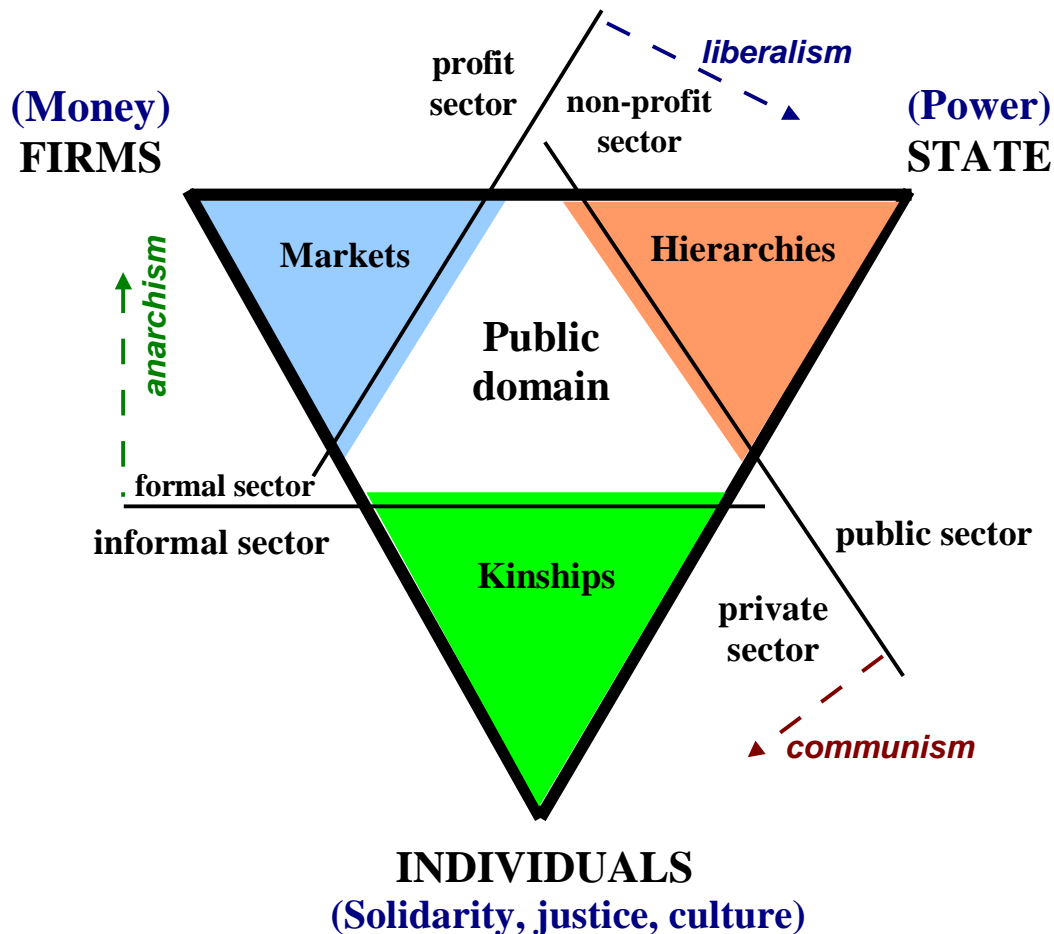 liberalism
profit
sector
non-profit
sector
(Money)
FIRMS
(Power)
STATE
Markets
Hierarchies
anarchism
Public
domain
formal sector
informal sector
public sector
Kinships
private
sector
communism
INDIVIDUALS
(Solidarity, justice, culture)